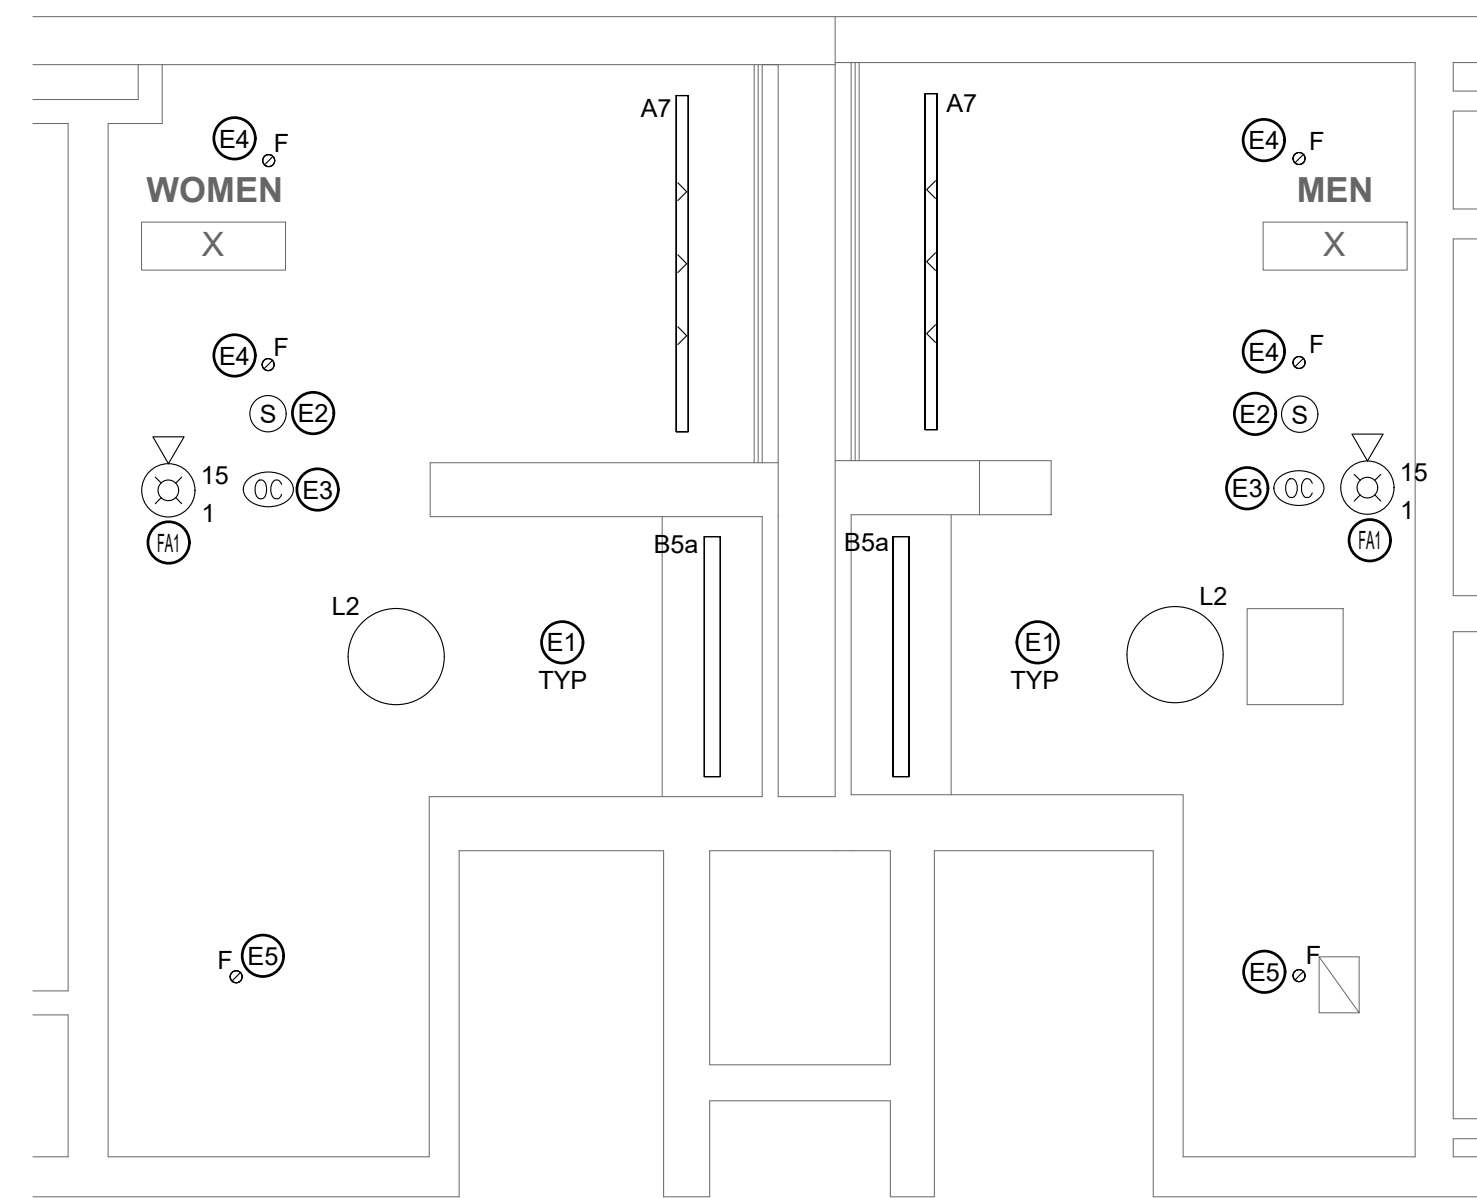 A7
A7
E4 F
E4 F
WOMEN
MEN
X
X
E4 F
E4 F
S E2
E2 S
15
OC E3
1
FA1
E3 OC
15
1
FA1
B5a
B5a
L2
L2
E1
TYP
E1
TYP
F E5
E5 F